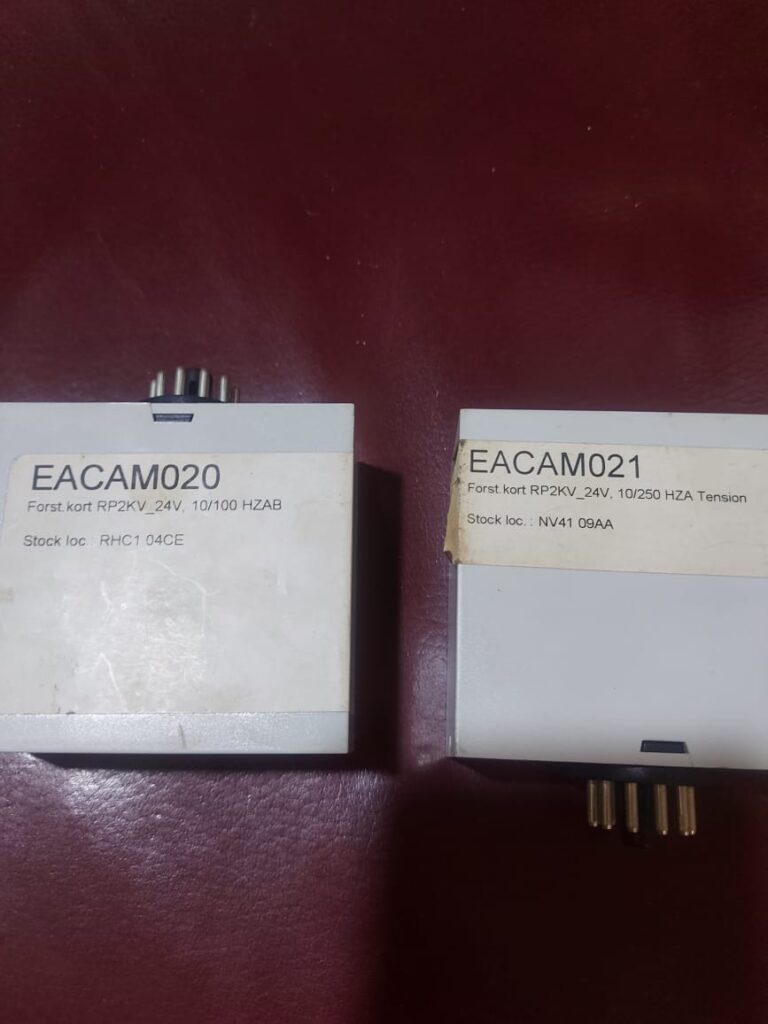 EACAM020
Forst.kort RP2KV_24V, 10/100 HZAB
Stock loc. : RHC1 04CE
EACAM021
Forst.kort RP2KV_24V, 10/250 HZA Tension
Stock loc. : NV41 09AA